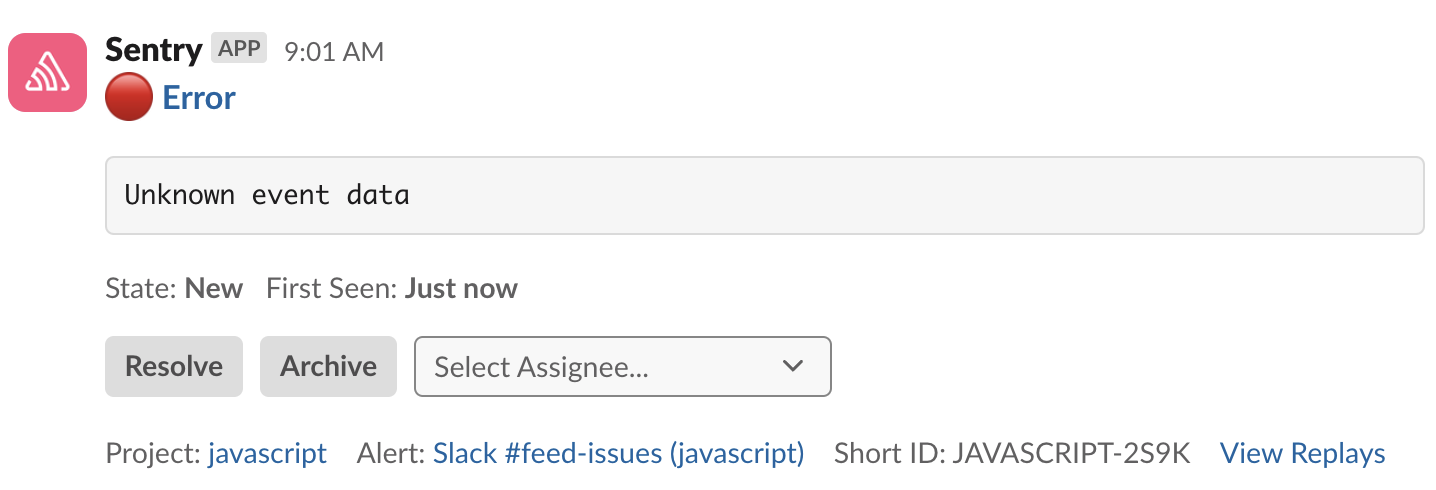 Sentry APP 9:01 AM
Error
Unknown event data
State: New First Seen: Just now
Resolve Archive Select Assignee...
Project: javascript Alert: Slack #feed-issues (javascript) Short ID: JAVASCRIPT-2S9K View Replays